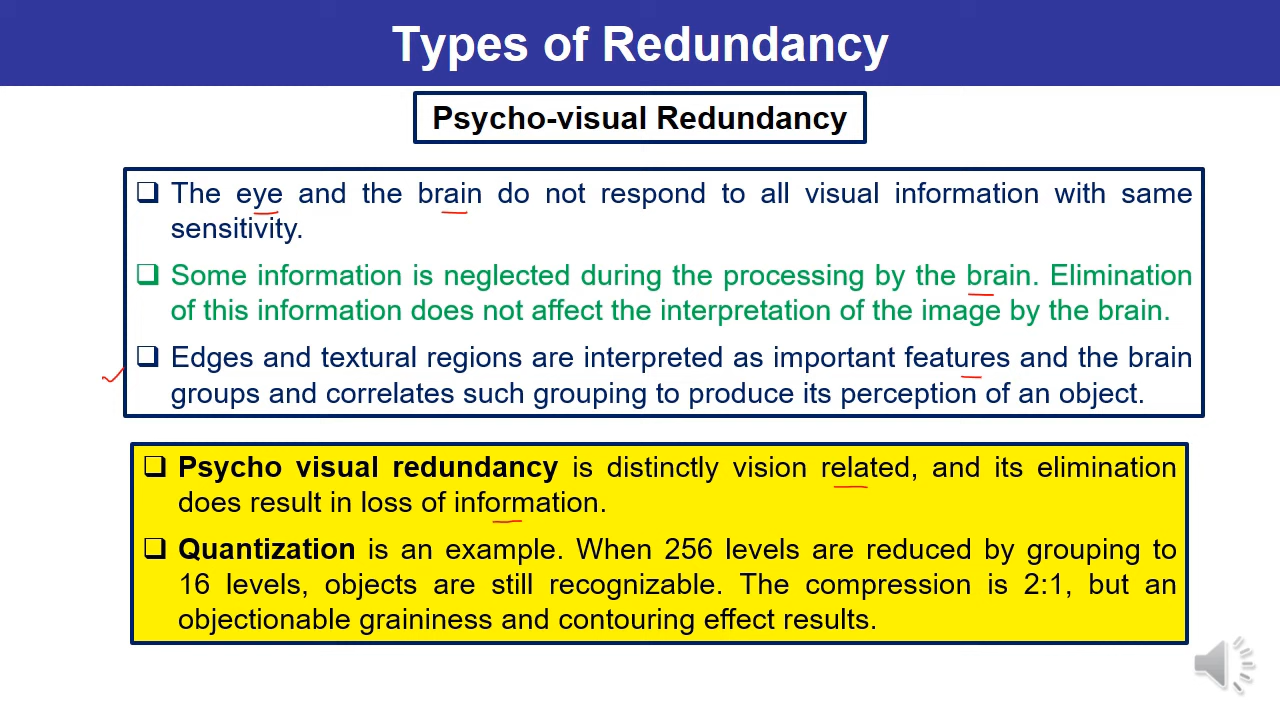 Types of Redundancy
Psycho-visual Redundancy
❑ The eye and the brain do not respond to all visual information with same
sensitivity.
❑ Some information is neglected during the processing by the brain. Elimination
of this information does not affect the interpretation of the image by the brain.
❑ Edges and textural regions are interpreted as important features and the brain
groups and correlates such grouping to produce its perception of an object.
❑ Psycho visual redundancy is distinctly vision related, and its elimination
does result in loss of information.
❑ Quantization is an example. When 256 levels are reduced by grouping to
16 levels, objects are still recognizable. The compression is 2:1, but an
objectionable graininess and contouring effect results.